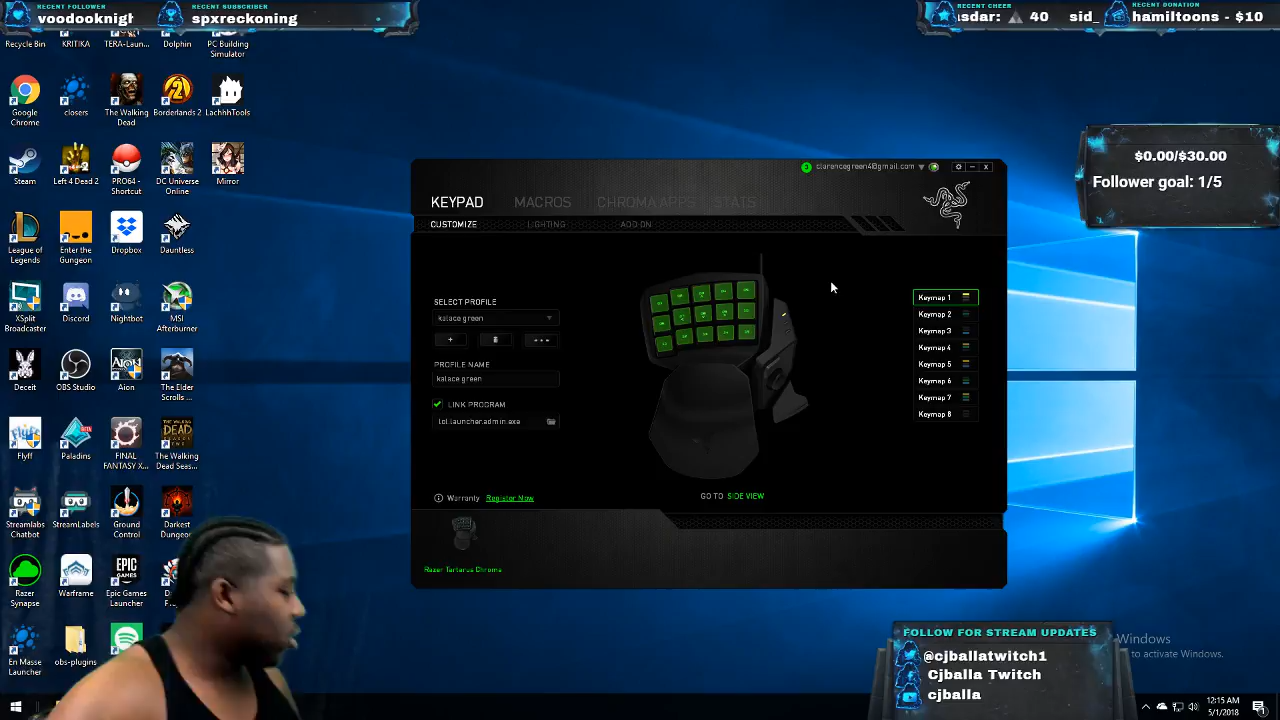 RECENT FOLLOWER
voodooknigh
RECENT SUBSCRIBER
spxreckoning
RECENT CHEER
asdar: 40 sid_
RECENT DONATION
hamiltoons - $10
Recycle Bin
KRITIKA
TERA-Laun...
Dolphin
PC Building
Simulator
Google
Chrome
closers
The Walking
Dead
Borderlands 2
LachhhTools
Steam
Left 4 Dead 2
PPD64 -
Shortcut
DC Universe
Online
Mirror
League of
Legends
Enter the
Gungeon
Dropbox
Dauntless
XSplit
Broadcaster
Discord
Nightbot
MSI
Afterburner
Deceit
OBS Studio
Aion
The Elder
Scrolls ...
Flyff
Paladins
FINAL
FANTASY X...
The Walking
Dead Seas...
Streamlabs
Chatbot
StreamLabels
Ground
Control
Darkest
Dungeon
Razer
Synapse
Warframe
EPIC
GAMES
Epic Games
Launcher
En Masse
Launcher
obs-plugins
clarencegreen4@gmail.com
KEYPAD
MACROS
CHROMA APPS
STATS
CUSTOMIZE
LIGHTING
ADD ON
SELECT PROFILE
kalace green
PROFILE NAME
kalace green
LINK PROGRAM
lol.launcher.admin.exe
Warranty Register Now
GO TO SIDE VIEW
Keymap 1
Keymap 2
Keymap 3
Keymap 4
Keymap 5
Keymap 6
Keymap 7
Keymap 8
Razer Tartarus Chroma
$0.00/$30.00
Follower goal: 1/5
FOLLOW FOR STREAM UPDATES
@cjballatwitch1
Cjballa Twitch
cjballa
Windows
to activate Windows.
12:15 AM
5/1/2018